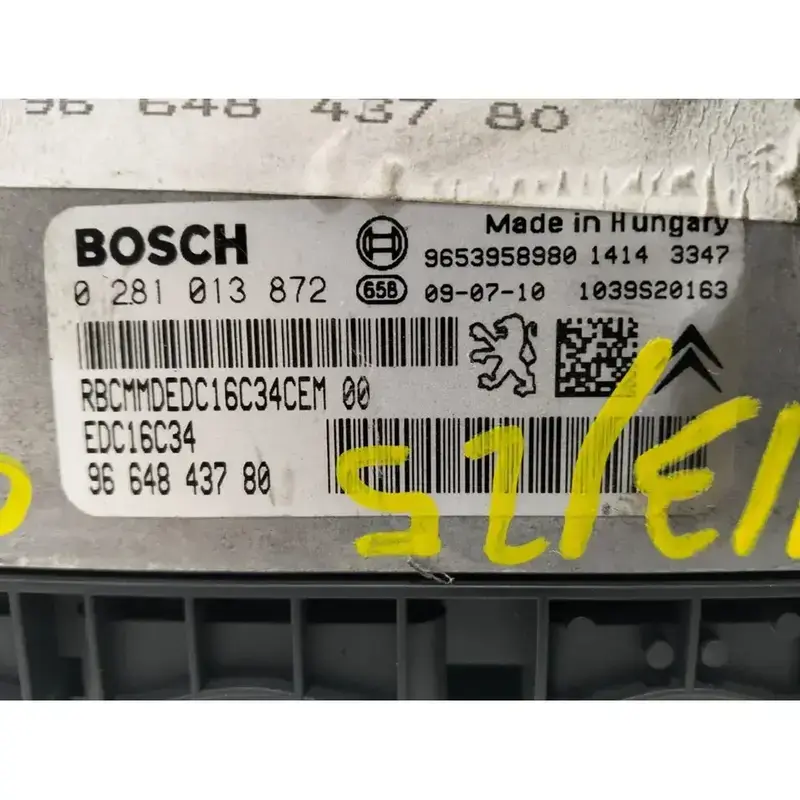 96 648 437 80
BOSCH
Made in Hungary
9653958980 1414 3347
0 281 013 872 65B 09-07-10 1039S20163
RBCMMDEDC16C34CEM 00
EDC16C34
96 648 437 80